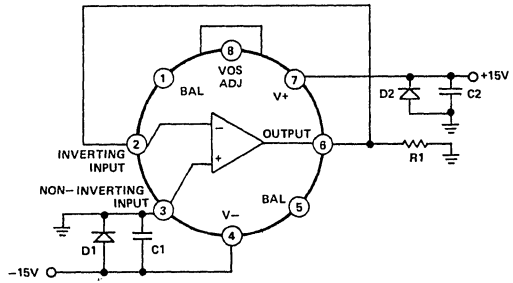 8
VOS
ADJ
1
BAL
7
V+
+15V
D2
C2
2
INVERTING
INPUT
−
+
OUTPUT
6
R1
NON-INVERTING
INPUT
3
BAL
5
V−
4
D1
C1
−15V